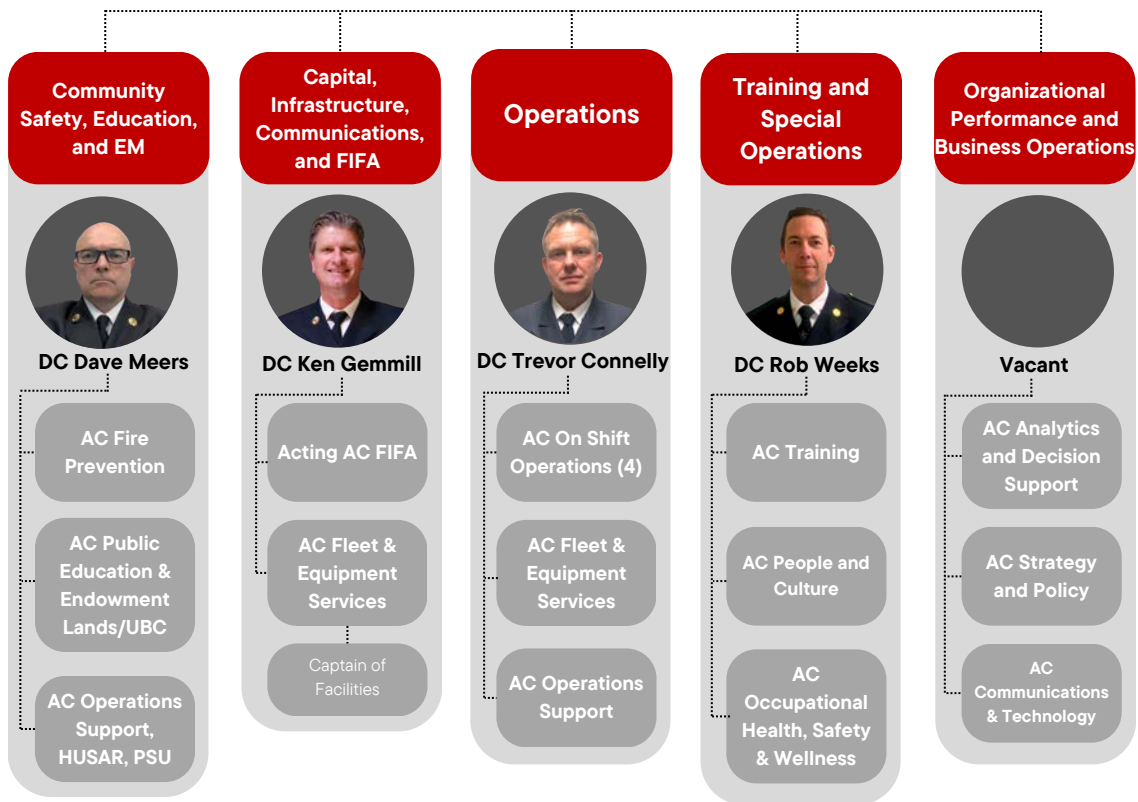 Community
Safety, Education,
and EM
DC Dave Meers
AC Fire
Prevention
AC Public
Education &
Endowment
Lands/UBC
AC Operations
Support,
HUSAR, PSU
Capital,
Infrastructure,
Communications,
and FIFA
DC Ken Gemmill
Acting AC FIFA
AC Fleet &
Equipment
Services
Captain of
Facilities
Operations
DC Trevor Connelly
AC On Shift
Operations (4)
AC Fleet &
Equipment
Services
AC Operations
Support
Training and
Special
Operations
DC Rob Weeks
AC Training
AC People and
Culture
AC
Occupational
Health, Safety
& Wellness
Organizational
Performance and
Business Operations
Vacant
AC Analytics
and Decision
Support
AC Strategy
and Policy
AC
Communications
& Technology